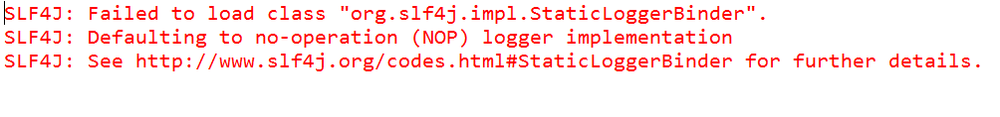 SLF4J: Failed to load class "org.slf4j.impl.StaticLoggerBinder".
SLF4J: Defaulting to no-operation (NOP) logger implementation
SLF4J: See http://www.slf4j.org/codes.html#StaticLoggerBinder for further details.